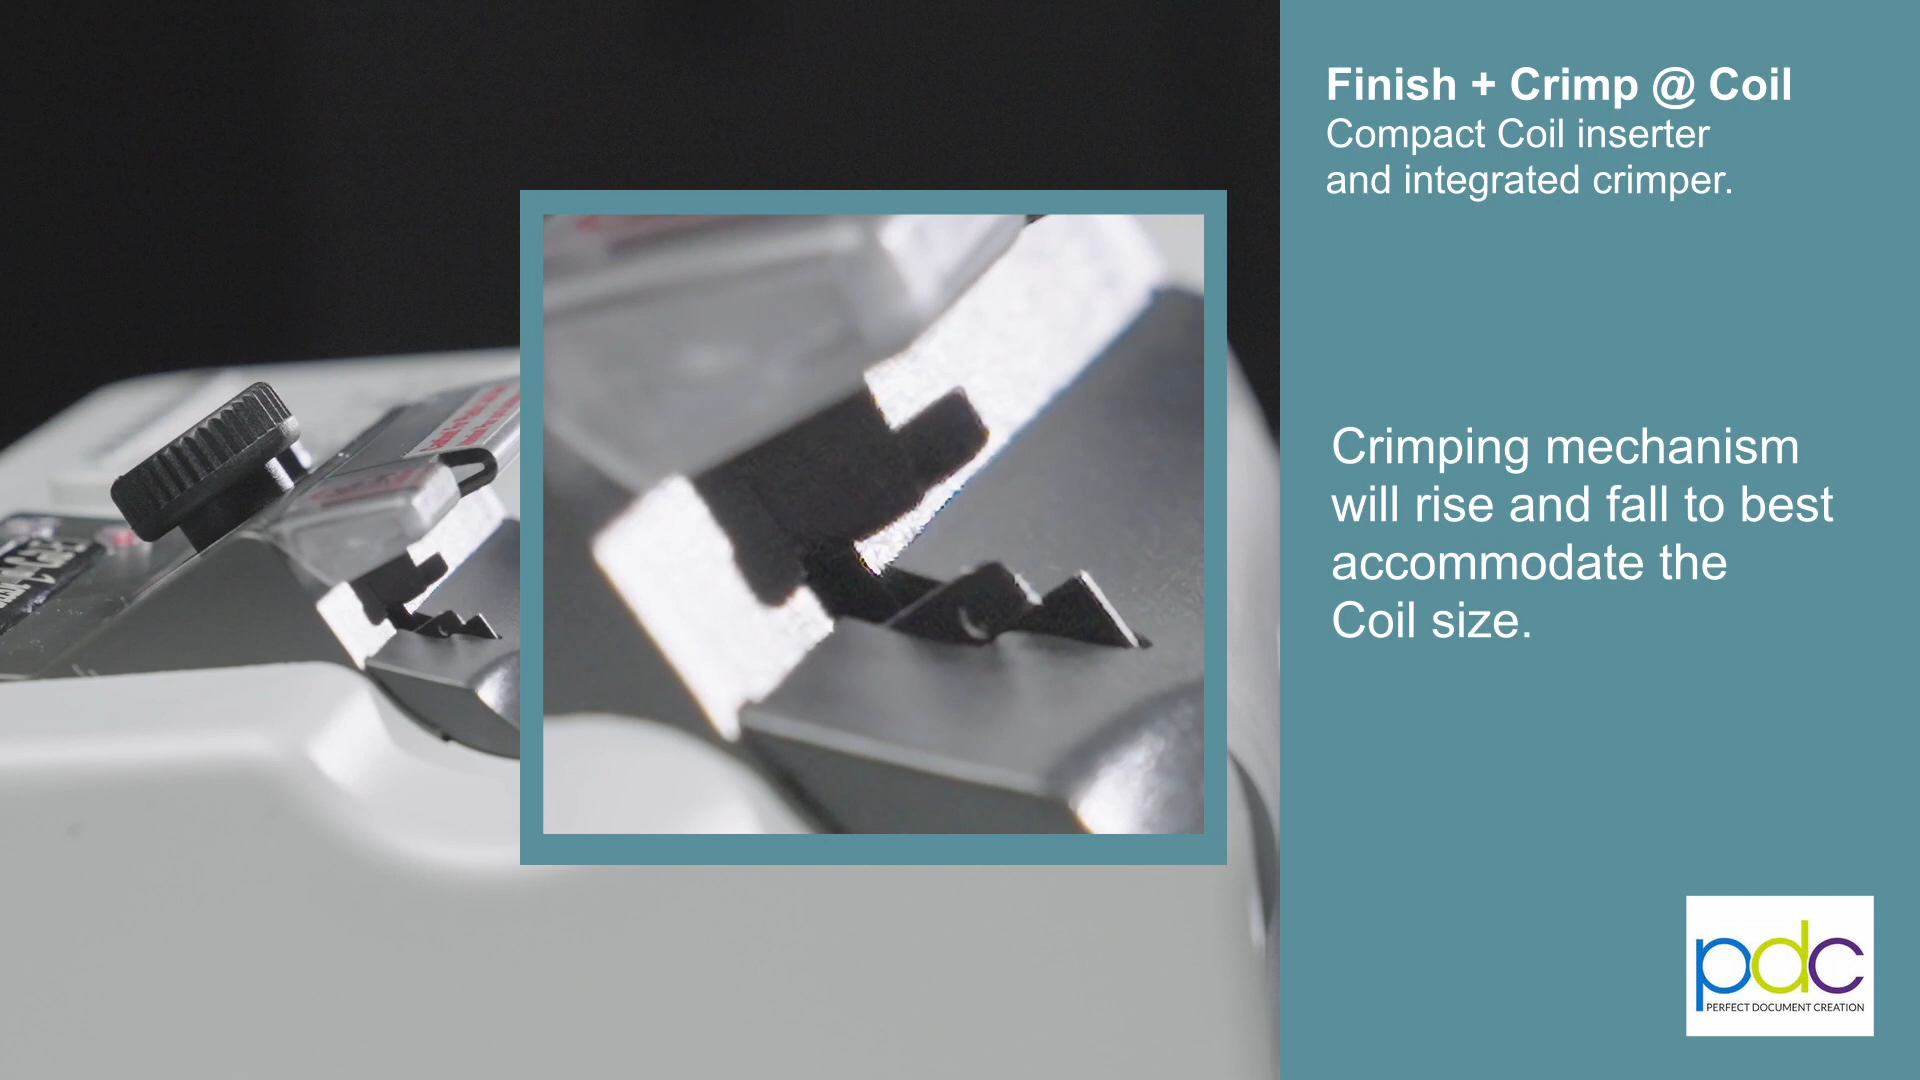 Finish + Crimp @ Coil
Compact Coil inserter
and integrated crimper.
Crimping mechanism
will rise and fall to best
accommodate the
Coil size.
pdc
PERFECT DOCUMENT CREATION